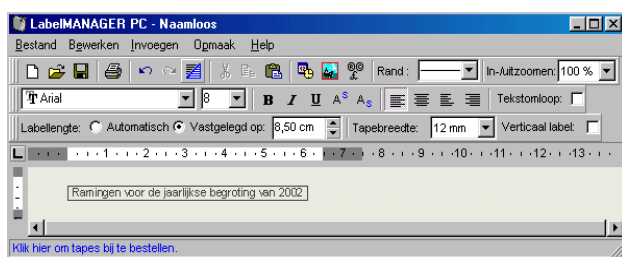 LabelMANAGER PC - Naamloos
Bestand Bewerken Invoegen Opmaak Help
Rand : In-/uitzoomen: 100 %
Arial 8 B I U A S A S Tekstomloop:
Labellengte: Automatisch Vastgelegd op: 8,50 cm Tapebreedte: 12 mm Verticaal label:
L 1 2 3 4 5 6 7 8 9 10 11 12 13
Ramingen voor de jaarlijkse begroting van 2002
Klik hier om tapes bij te bestellen.